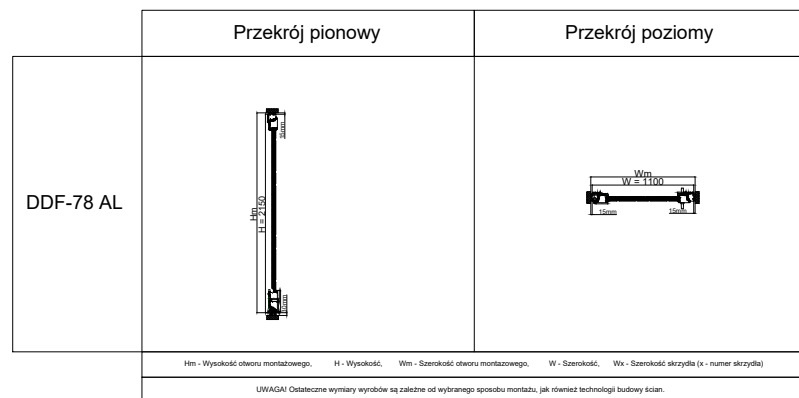 Przekrój pionowy
Przekrój poziomy
DDF-78 AL
Hm
H = 2150
15mm
Wm
W = 1100
15mm
15mm
Hm - Wysokość otworu montażowego, H - Wysokość, Wm - Szerokość otworu montazowego, W - Szerokość, Wx - Szerokość skrzydła (x - numer skrzydła)
UWAGA! Ostateczne wymiary wyrobów są zależne od wybranego sposobu montażu, jak również technologii budowy ścian.